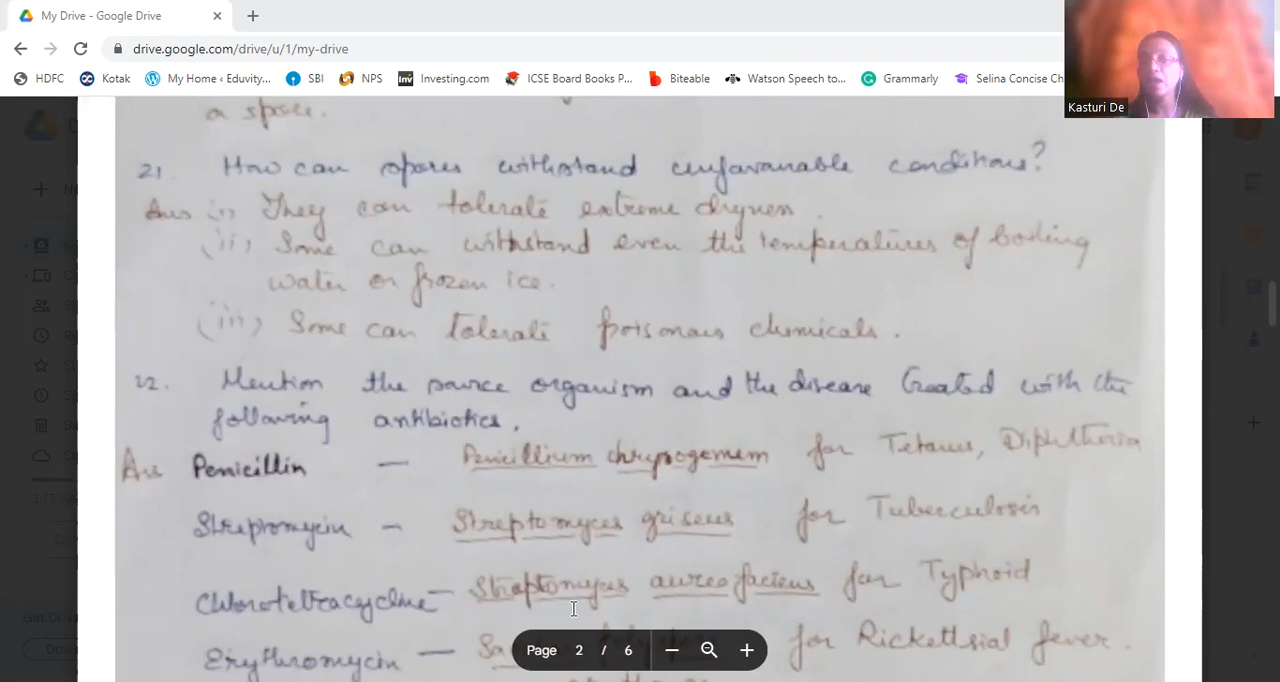 My Drive - Google Drive
drive.google.com/drive/u/1/my-drive
HDFC Kotak My Home ‹ Eduvity... SBI NPS Investing.com ICSE Board Books P... Biteable Watson Speech to... Grammarly Selina Concise Ch
Kasturi De
a spore.
21. How can spores withstand unfavourable conditions?
Ans (i) They can tolerate extreme dryness.
(ii) Some can withstand even the temperatures of boiling
water or frozen ice.
(iii) Some can tolerate poisonous chemicals.
22. Mention the source organism and the disease treated with the
following antibiotics.
Ans Penicillin — Penicillium chrysogenum for Tetanus, Diphtheria
Streptomycin - Streptomyces griseus for Tuberculosis
Chlorotetracycline - Streptomyces aureofaciens for Typhoid
Erythromycin — for Rickettsial fever.
Page 2 / 6